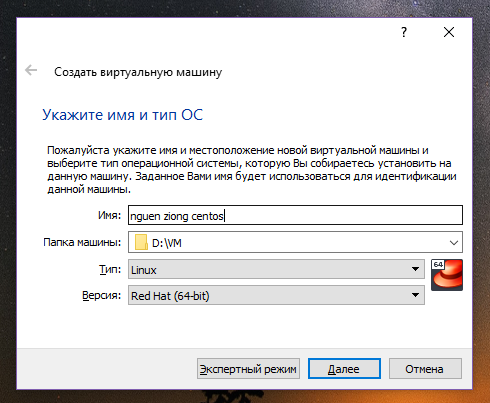 ?
Создать виртуальную машину
Укажите имя и тип ОС
Пожалуйста укажите имя и местоположение новой виртуальной машины и
выберите тип операционной системы, которую Вы собираетесь установить на
данную машину. Заданное Вами имя будет использоваться для идентификации
данной машины.
Имя: nguen ziong centos
Папка машины: D:\VM
Тип: Linux 64
Версия: Red Hat (64-bit)
Экспертный режим Далее Отмена